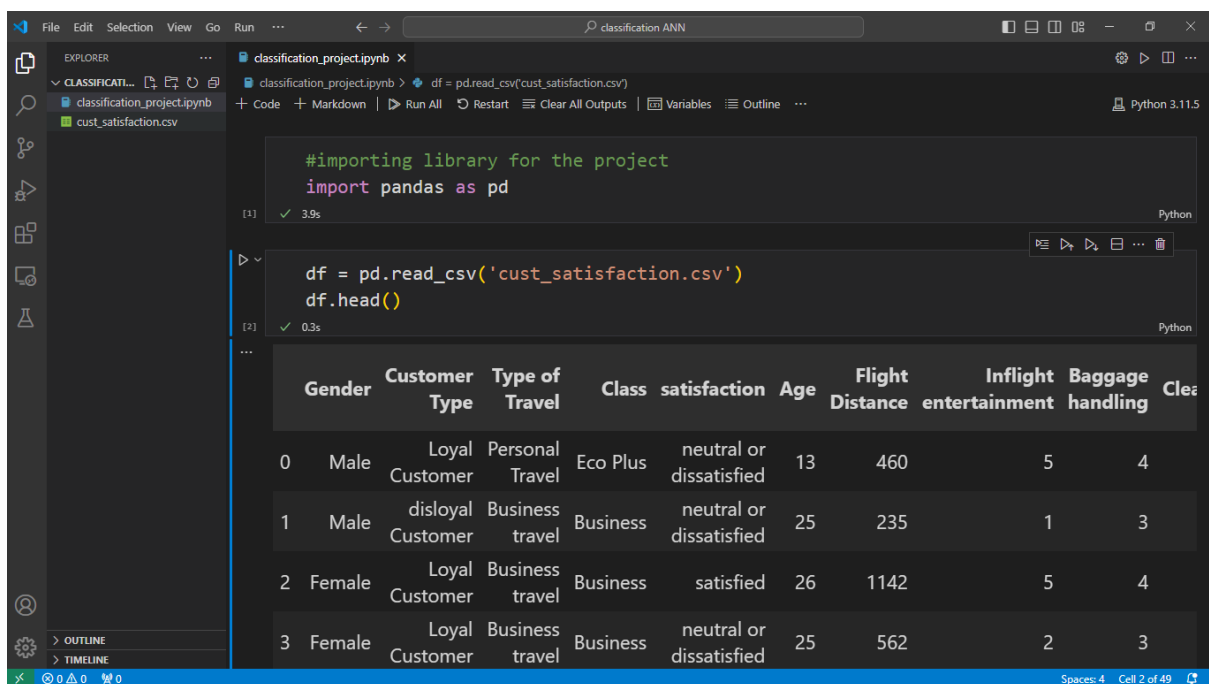 File Edit Selection View Go Run ···
classification ANN
EXPLORER ···
CLASSIFICATI...
classification_project.ipynb
cust_satisfaction.csv
OUTLINE
TIMELINE
classification_project.ipynb
classification_project.ipynb > df = pd.read_csv('cust_satisfaction.csv')
+ Code + Markdown | Run All Restart Clear All Outputs | Variables Outline ··· Python 3.11.5
#importing library for the project
import pandas as pd
[1] ✓ 3.9s Python
df = pd.read_csv('cust_satisfaction.csv')
df.head()
[2] ✓ 0.3s Python
···
Customer Type of Flight Inflight Baggage
Gender Class satisfaction Age Clea
Type Travel Distance entertainment handling
Loyal Personal neutral or
0 Male Eco Plus 13 460 5 4
Customer Travel dissatisfied
disloyal Business neutral or
1 Male Business 25 235 1 3
Customer travel dissatisfied
Loyal Business
2 Female Business satisfied 26 1142 5 4
Customer travel
Loyal Business neutral or
3 Female Business 25 562 2 3
Customer travel dissatisfied
0 0 0 Spaces: 4 Cell 2 of 49